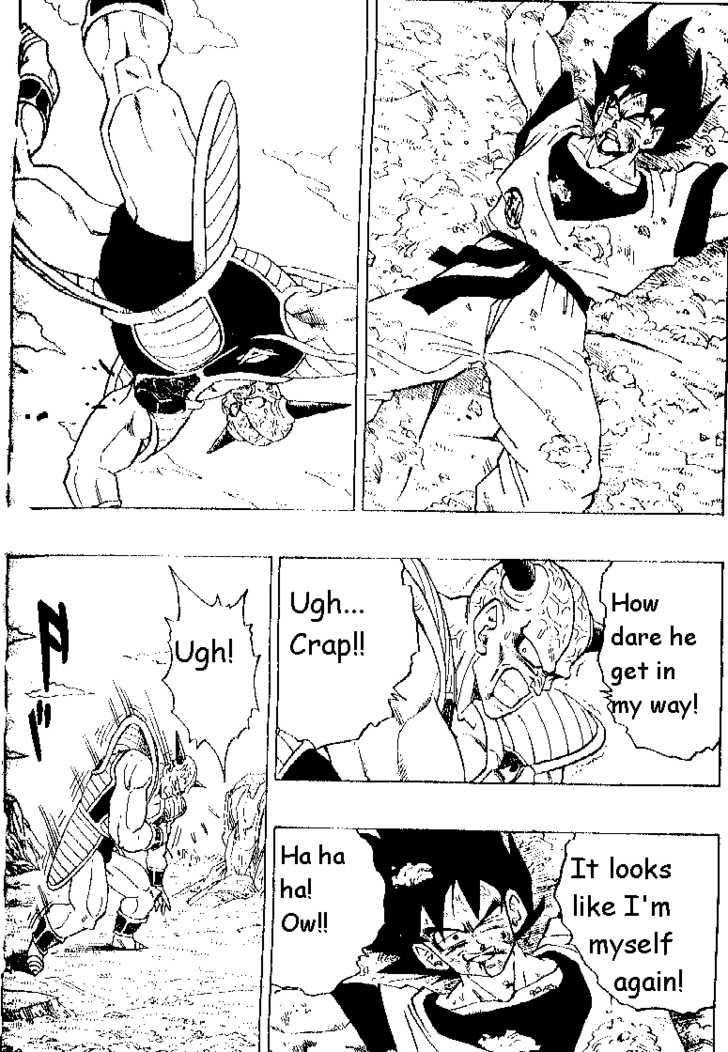 How
dare he
get in
my way!
Ugh...
Crap!!
It looks
like I'm
myself
again!
Ha ha
ha!
Ow!!
Ugh!